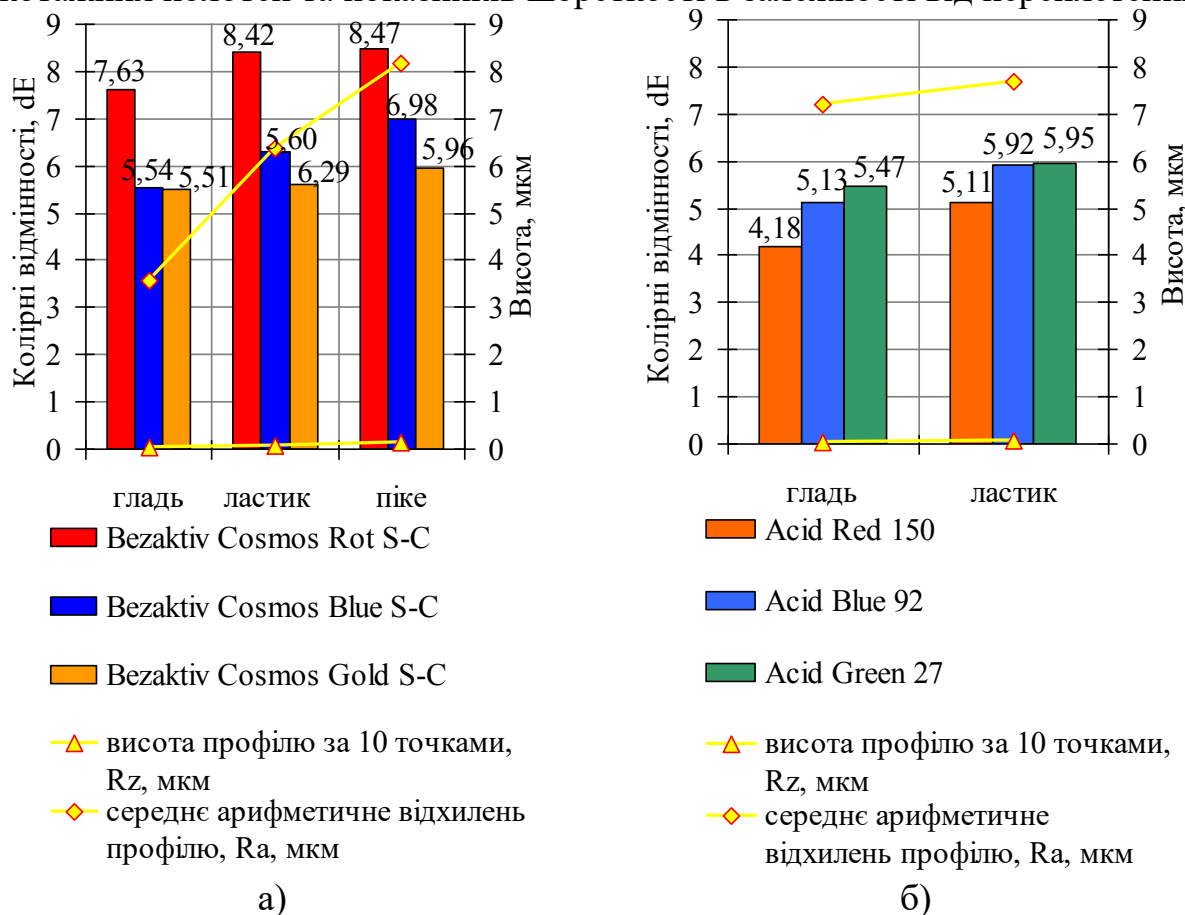 полотен та показників шорсткості в залежності від
Колірні відмінності, dE
9
8
7
6
5
4
3
2
1
0
7,63
5,54
5,51
8,42
5,60
6,29
8,47
6,98
5,96
9
8
7
6
5
4
3
2
1
0
Висота, мкм
гладь ластик піке
Bezaktiv Cosmos Rot S-C
Bezaktiv Cosmos Blue S-C
Bezaktiv Cosmos Gold S-C
висота профілю за 10 точками,
Rz, мкм
середнє арифметичне відхилень
профілю, Ra, мкм
а)
Колірні відмінності, dE
9
8
7
6
5
4
3
2
1
0
4,18
5,13
5,47
5,11
5,92
5,95
9
8
7
6
5
4
3
2
1
0
Висота, мкм
гладь ластик
Acid Red 150
Acid Blue 92
Acid Green 27
висота профілю за 10 точками,
Rz, мкм
середнє арифметичне
відхилень профілю, Ra, мкм
б)